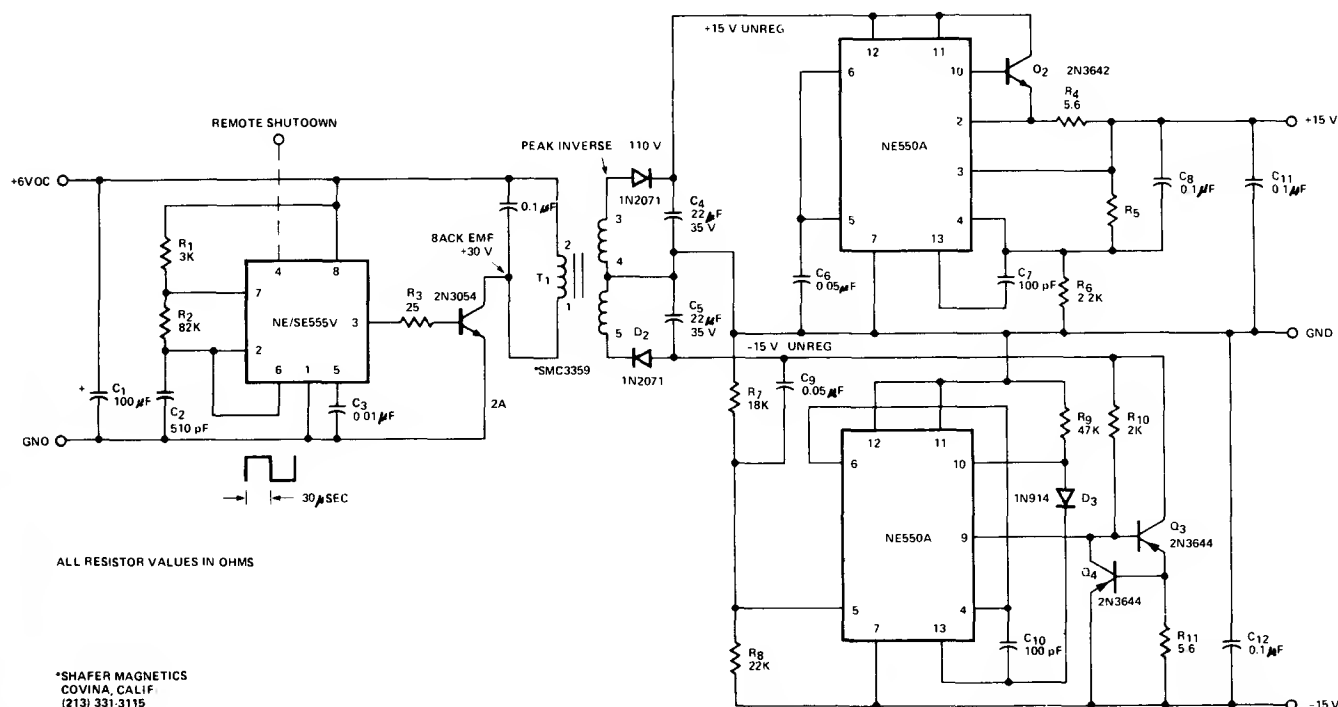 +15 V UNREG
12
11
6
10
Q2
2N3642
R4
5.6
2
+15 V
NE550A
3
C8
0.1μF
C11
0.1μF
R5
5
4
7
13
C6
0.05μF
C7
100 pF
R6
2.2K
GND
REMOTE SHUTDOWN
+6VDC
PEAK INVERSE
110 V
1N2071
0.1μF
3
C4
22μF
35 V
BACK EMF
+30 V
2
T1
4
R1
3K
4
8
7
2N3054
R3
25
NE/SE555V
3
1
C5
22μF
35 V
R2
82K
5
D2
2
1N2071
*SMC3359
-15 V UNREG
6
1
5
+
C1
100μF
C2
510 pF
C3
0.01μF
2A
GND
30μSEC
R7
18K
C9
0.05μF
R9
47K
R10
2K
12
11
6
10
1N914
D3
NE550A
9
Q3
2N3644
Q4
2N3644
5
4
7
13
C10
100 pF
R8
22K
R11
5.6
C12
0.1μF
-15 V
ALL RESISTOR VALUES IN OHMS
*SHAFER MAGNETICS
COVINA, CALIF
(213) 331-3115